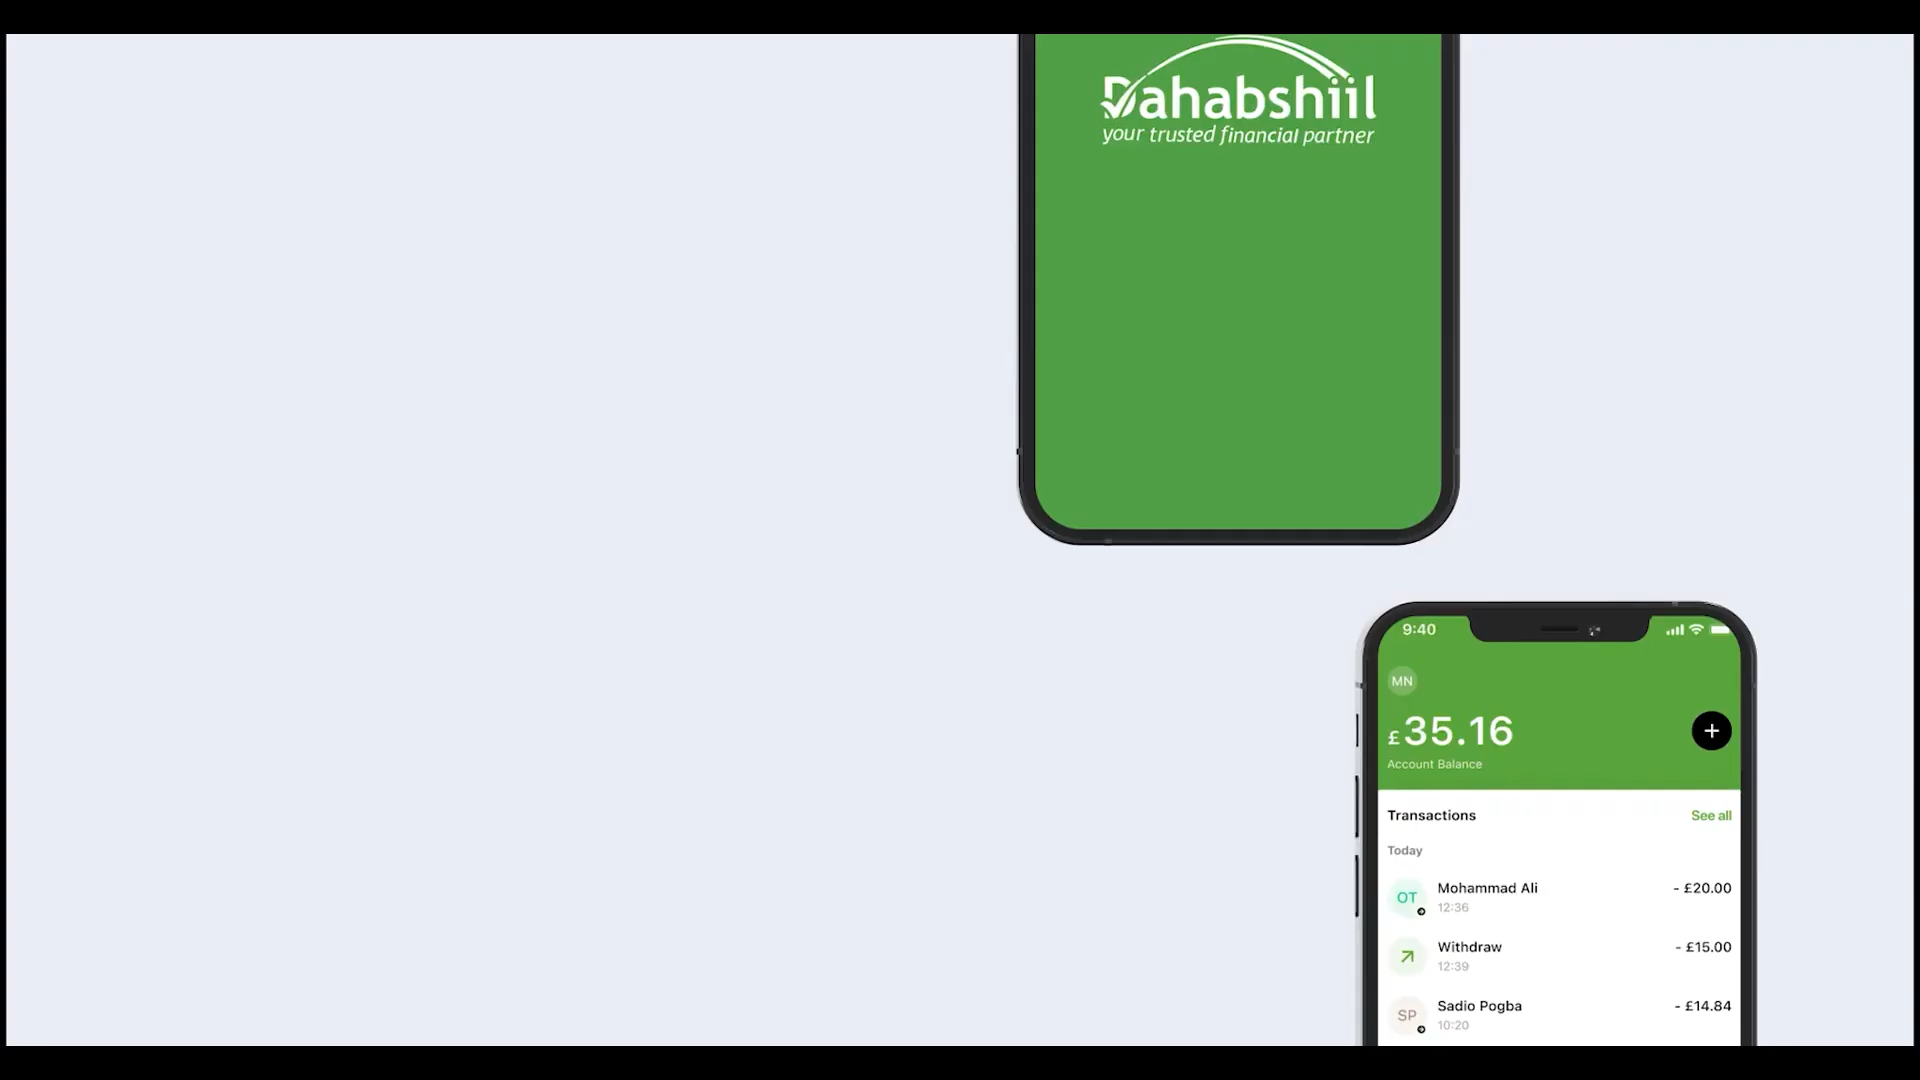 Dahabshiil
your trusted financial partner
9:40
MN
£35.16
Account Balance
Transactions
See all
Today
OT
Mohammad Ali
- £20.00
12:36
Withdraw
- £15.00
12:39
SP
Sadio Pogba
- £14.84
10:20